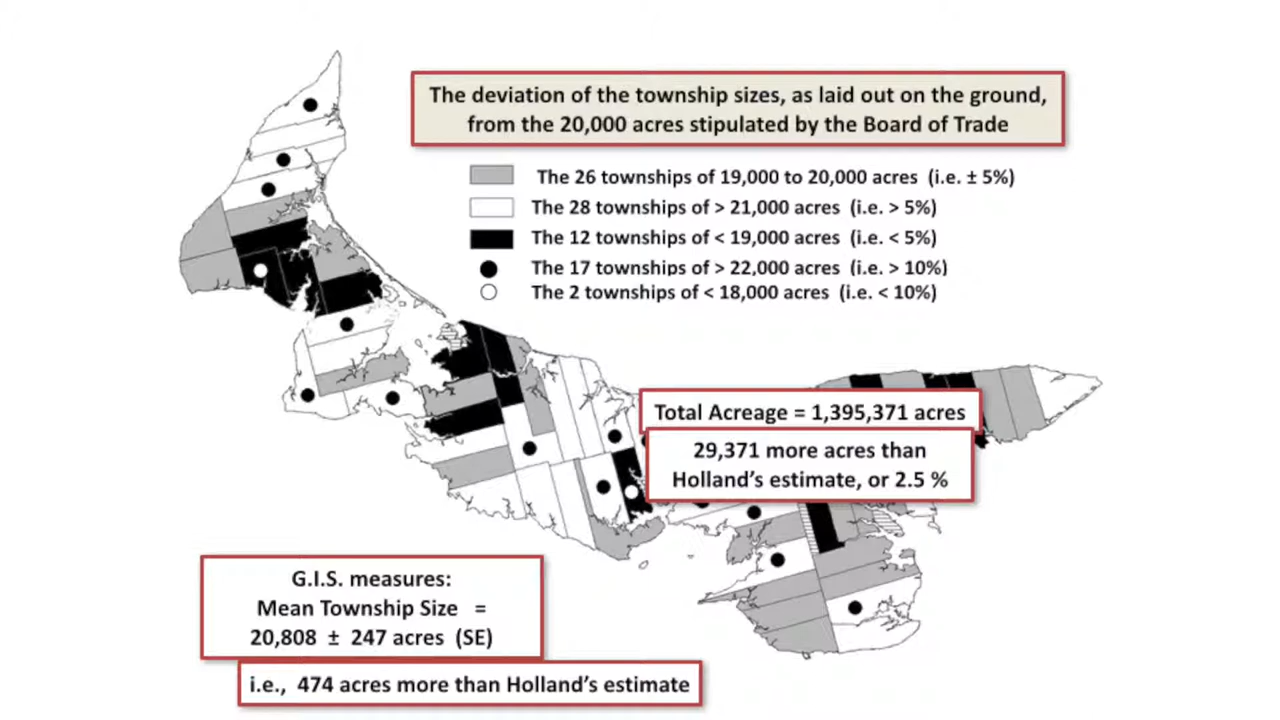 The deviation of the township sizes, as laid out on the ground,
from the 20,000 acres stipulated by the Board of Trade
The 26 townships of 19,000 to 20,000 acres (i.e. ± 5%)
The 28 townships of > 21,000 acres (i.e. > 5%)
The 12 townships of < 19,000 acres (i.e. < 5%)
The 17 townships of > 22,000 acres (i.e. > 10%)
The 2 townships of < 18,000 acres (i.e. < 10%)
Total Acreage = 1,395,371 acres
29,371 more acres than
Holland's estimate, or 2.5 %
G.I.S. measures:
Mean Township Size =
20,808 ± 247 acres (SE)
i.e., 474 acres more than Holland's estimate